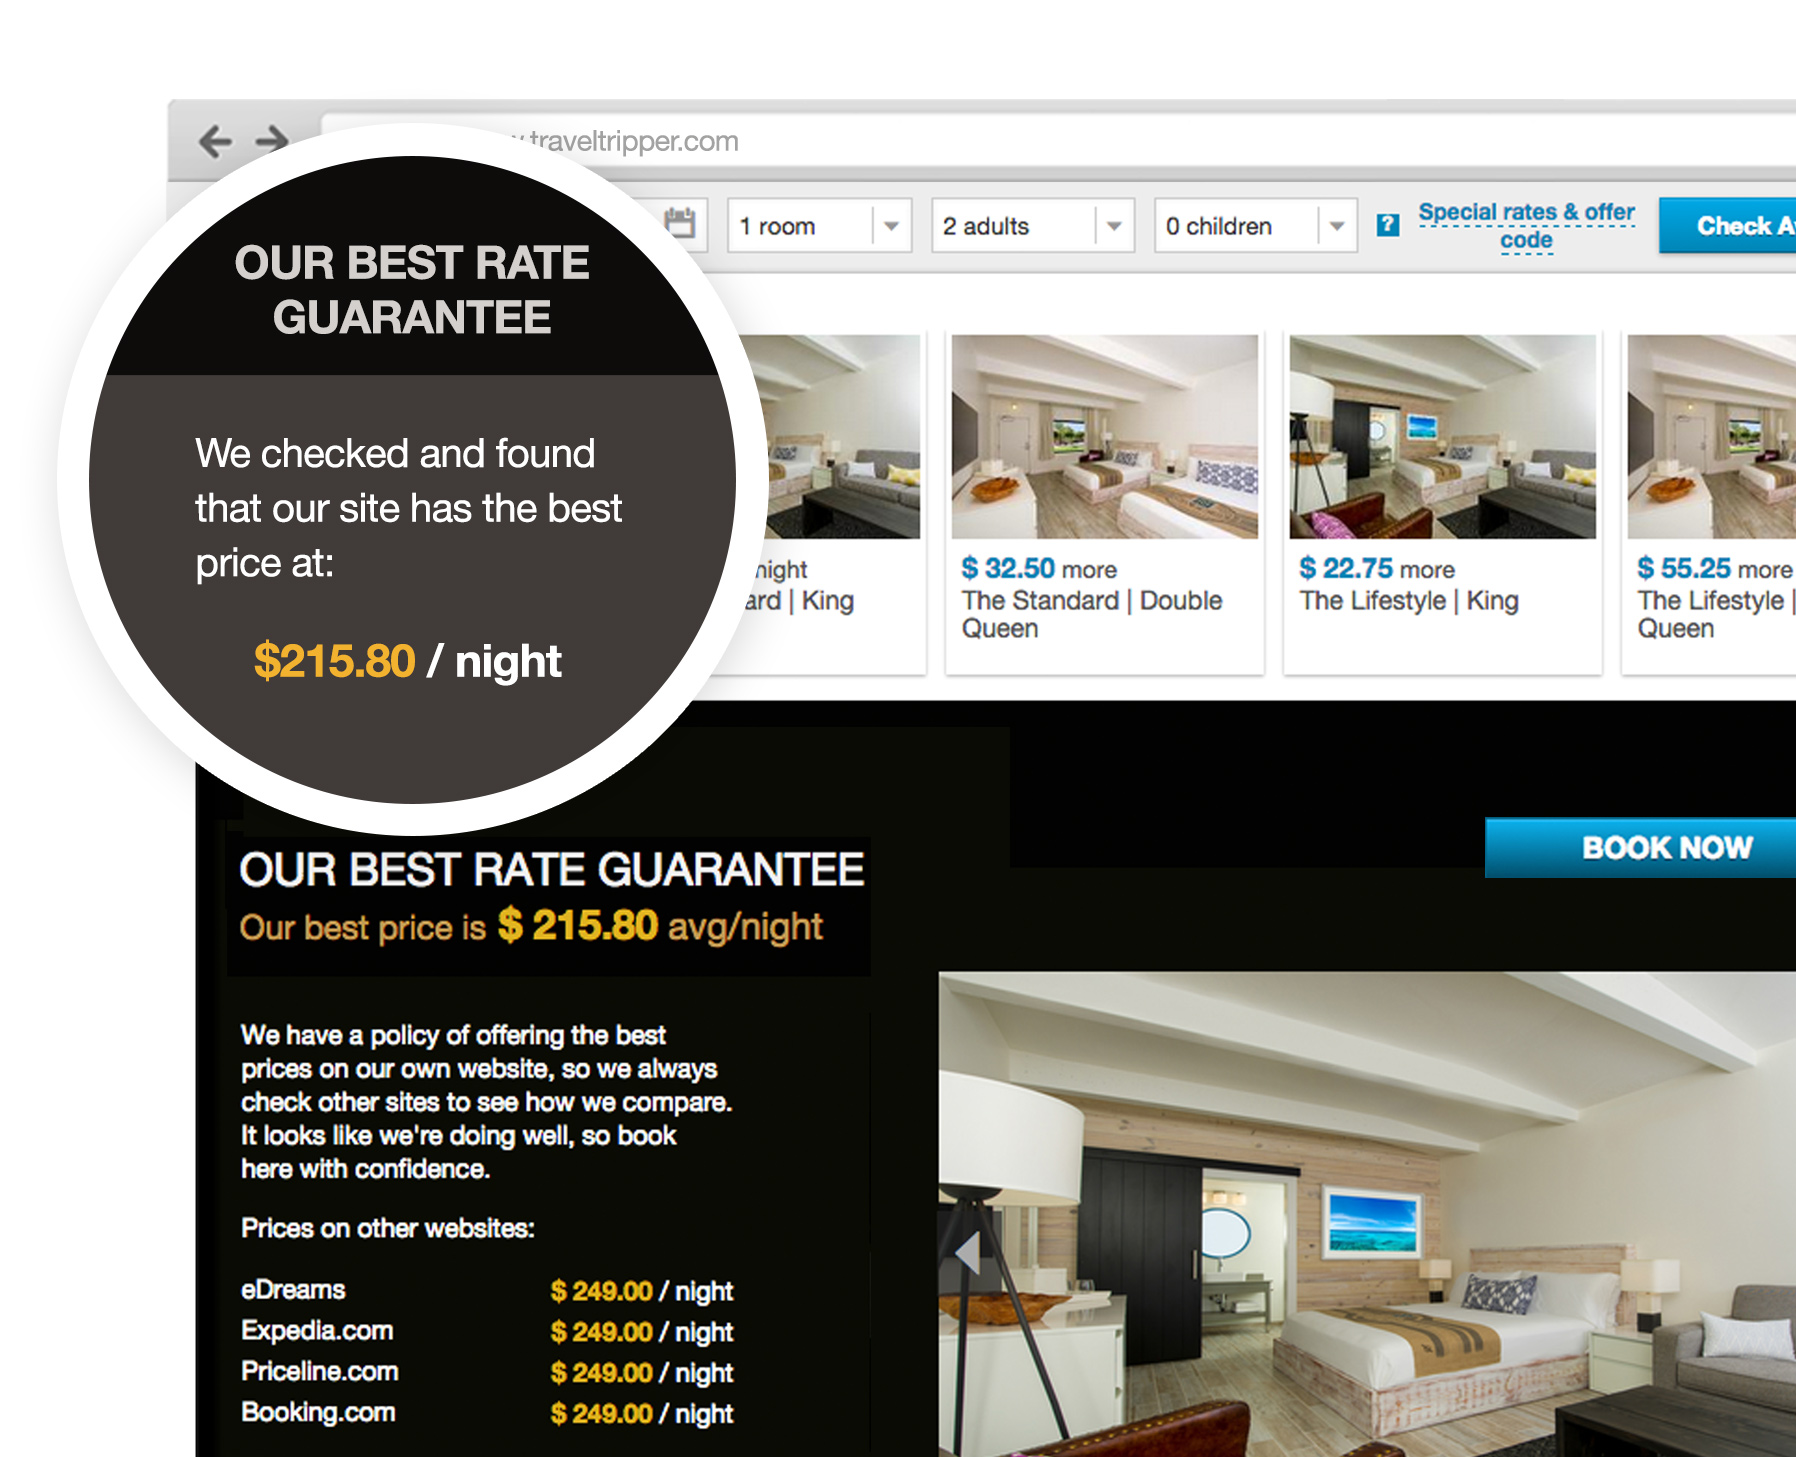 traveltripper.com
1 room
2 adults
0 children
?
Special rates & offer
code
Check
OUR BEST RATE
GUARANTEE
We checked and found
that our site has the best
price at:
$215.80 / night
night
| King
$ 32.50 more
The Standard | Double
Queen
$ 22.75 more
The Lifestyle | King
$ 55.25 more
The Lifestyle |
Queen
BOOK NOW
OUR BEST RATE GUARANTEE
Our best price is $ 215.80 avg/night
We have a policy of offering the best
prices on our own website, so we always
check other sites to see how we compare.
It looks like we're doing well, so book
here with confidence.
Prices on other websites:
eDreams $ 249.00 / night
Expedia.com $ 249.00 / night
Priceline.com $ 249.00 / night
Booking.com $ 249.00 / night